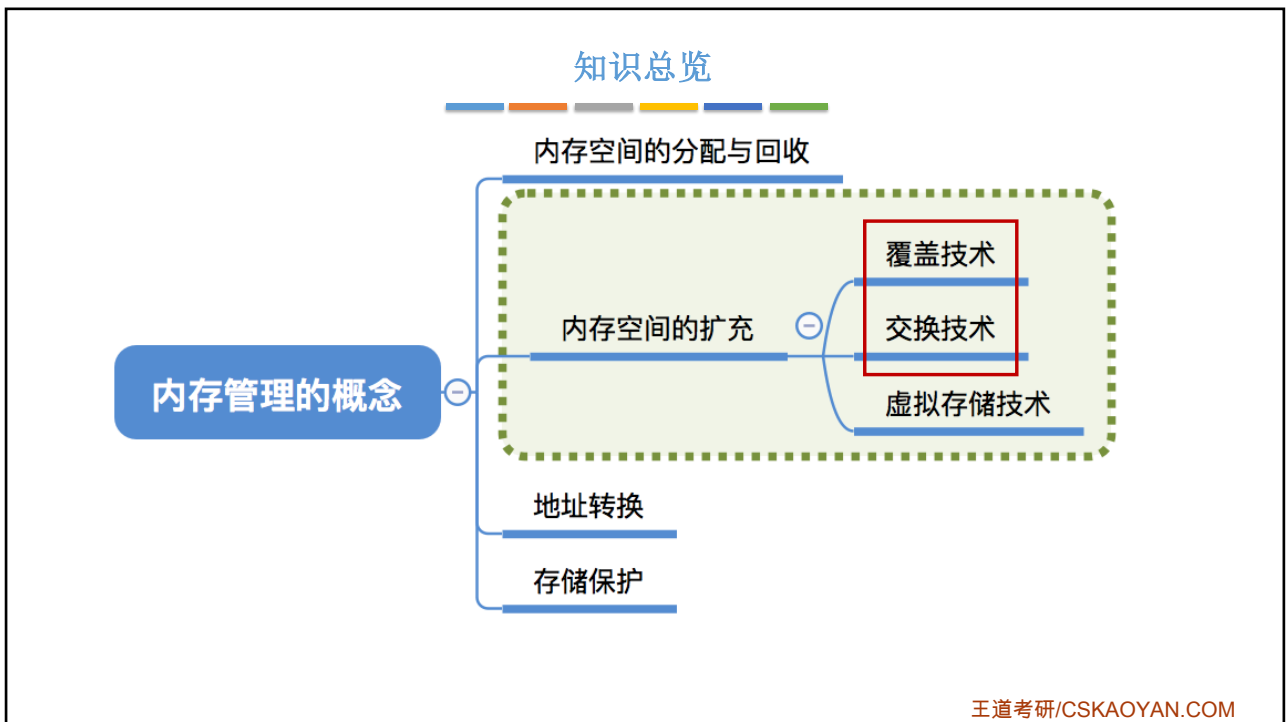 知识总览
内存空间的分配与回收
覆盖技术
内存空间的扩充
交换技术
虚拟存储技术
内存管理的概念
地址转换
存储保护
王道考研/CSKAOYAN.COM